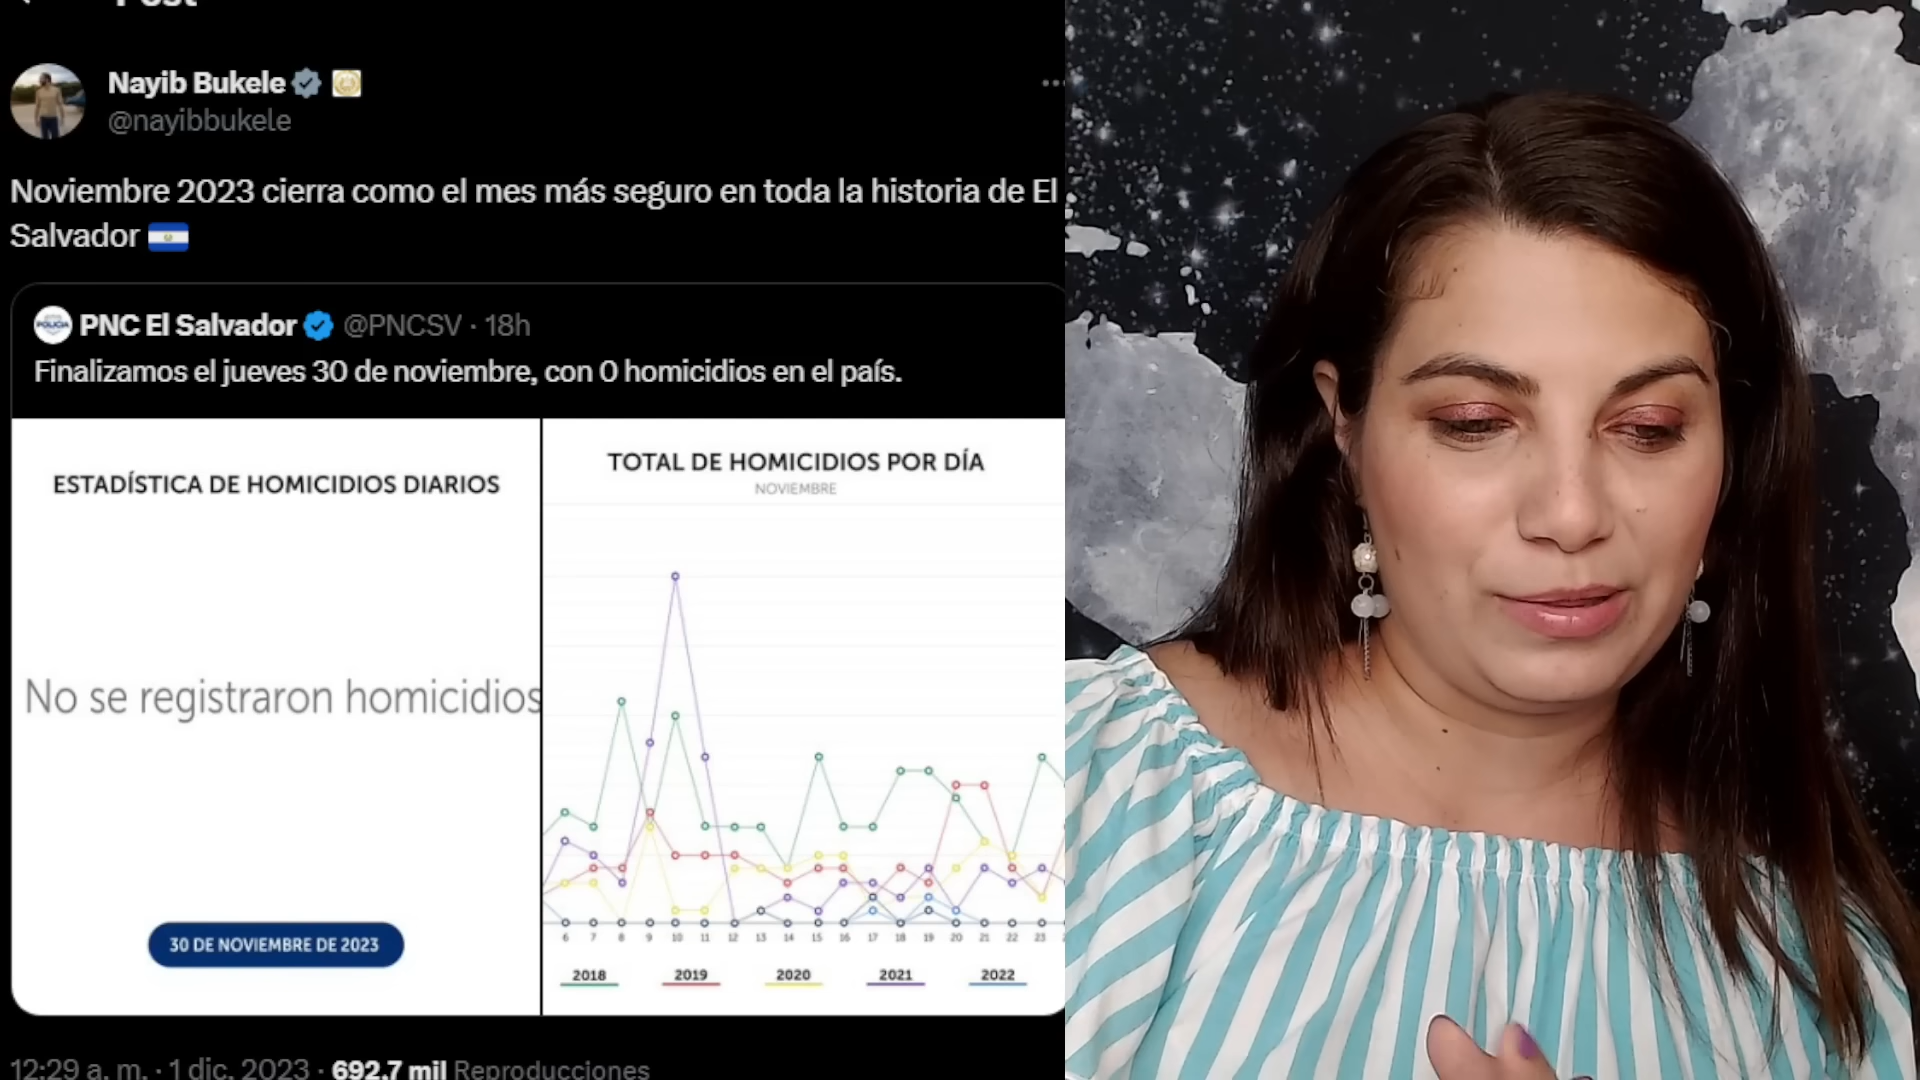 Post
Nayib Bukele
@nayibbukele
Noviembre 2023 cierra como el mes más seguro en toda la historia de El
Salvador
POLICIA
PNC El Salvador @PNCSV · 18h
Finalizamos el jueves 30 de noviembre, con 0 homicidios en el país.
ESTADÍSTICA DE HOMICIDIOS DIARIOS
No se registraron homicidios
30 DE NOVIEMBRE DE 2023
TOTAL DE HOMICIDIOS POR DÍA
NOVIEMBRE
6 7 8 9 10 11 12 13 14 15 16 17 18 19 20 21 22 23
2018 2019 2020 2021 2022
12:29 a. m. · 1 dic. 2023 · 692,7 mil Reproducciones